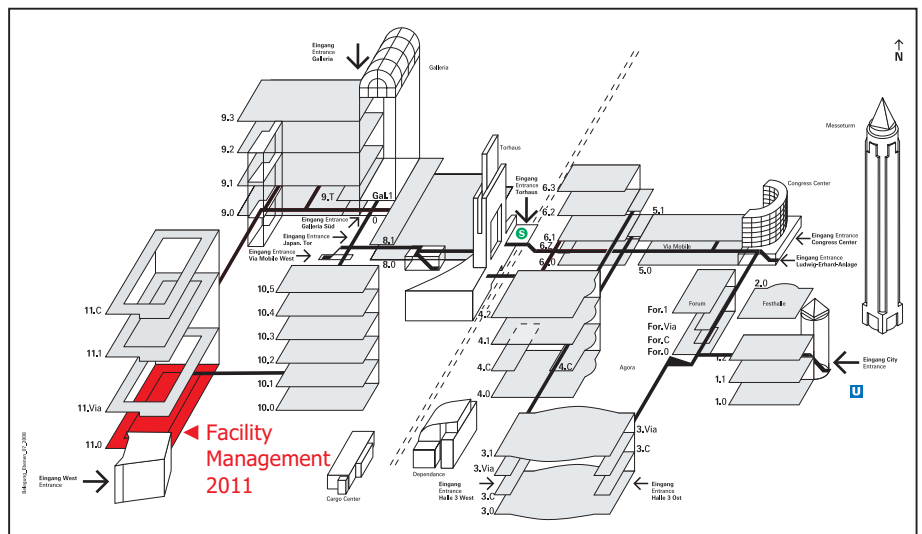 Eingang
Entrance
Galleria
Galleria
N
Messeturm
9.3
9.2
9.1
9.0
9.T
Gal.1
0
Eingang Entrance
Galleria Süd
Eingang Entrance
Japan. Tor
Eingang Entrance
Via Mobile West
8.1
8.0
Torhaus
Eingang
Entrance
Torhaus
S
6.3
6.2
6.1
6.0
5.1
Via Mobile
5.0
Congress Center
Eingang Entrance
Congress Center
Eingang Entrance
Ludwig-Erhard-Anlage
11.C
11.1
11.Via
11.0
10.5
10.4
10.3
10.2
10.1
10.0
4.2
4.1
4.C
4.C
4.0
Agora
For.1
Forum
For.Via
For.C
For.0
2.0
Festhalle
1.2
1.1
1.0
Eingang City
Entrance
U
Facility
Management
2011
Eingang West
Entrance
Cargo Center
Dependance
3.1
3.Via
3.C
3.0
3.Via
3.C
Eingang
Entrance
Halle 3 West
Eingang
Entrance
Halle 3 Ost